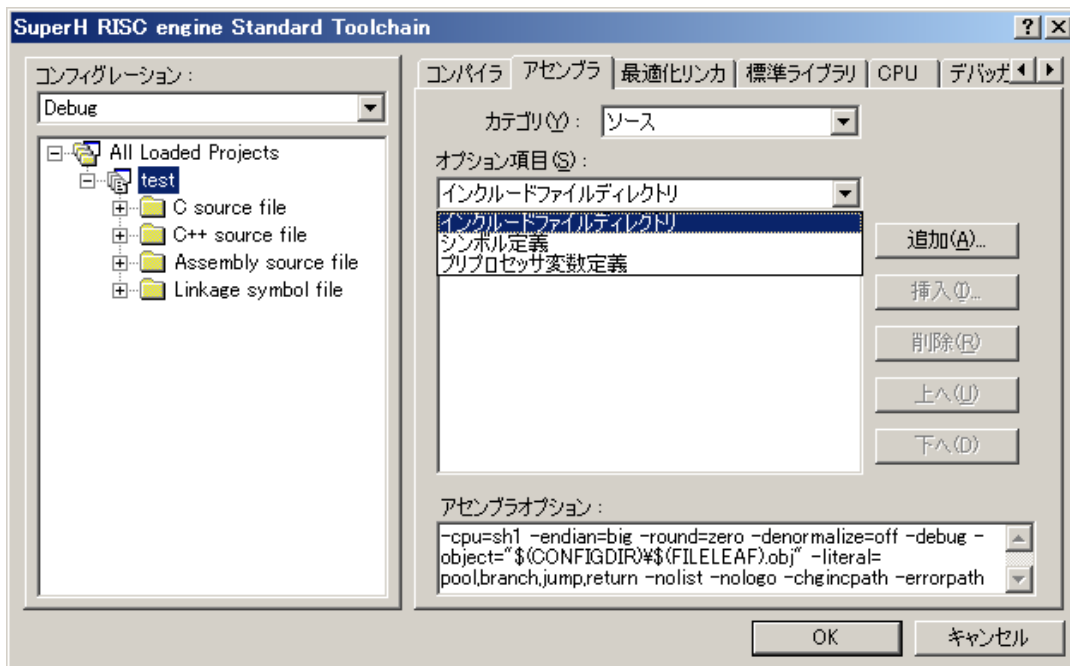 SuperH RISC engine Standard Toolchain
コンフィグレーション :
Debug
All Loaded Projects
test
C source file
C++ source file
Assembly source file
Linkage symbol file
コンパイラ アセンブラ 最適化リンカ 標準ライブラリ CPU デバッガ
カテゴリ(Y) : ソース
オプション項目(S) :
インクルードファイルディレクトリ
インクルードファイルディレクトリ
シンボル定義
プリプロセッサ変数定義
追加(A)...
挿入(I)...
削除(R)
上へ(U)
下へ(D)
アセンブラオプション :
-cpu=sh1 -endian=big -round=zero -denormalize=off -debug -
object="$(CONFIGDIR)¥$(FILELEAF).obj" -literal=
pool,branch,jump,return -nolist -nologo -chgincpath -errorpath
OK キャンセル